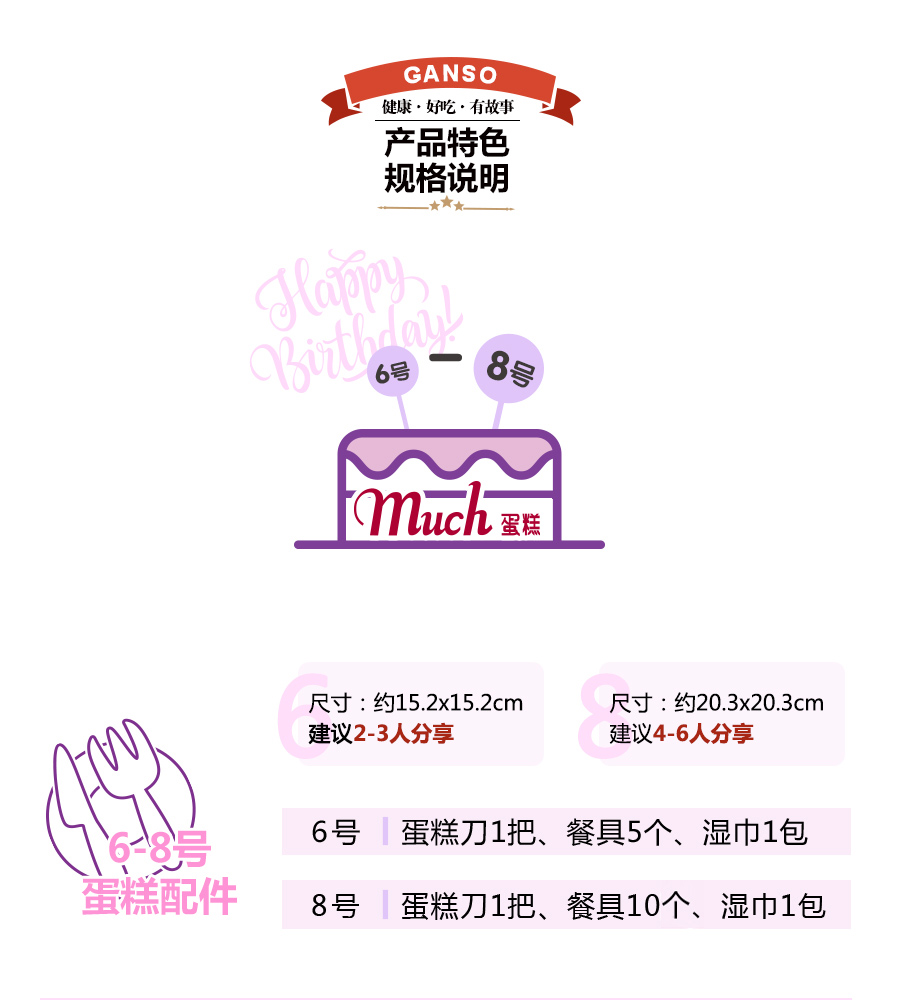 GANSO
健康·好吃·有故事
产品特色
规格说明
Happy
Birthday!
6号
8号
much 蛋糕
6
尺寸：约15.2x15.2cm
建议2-3人分享
8
尺寸：约20.3x20.3cm
建议4-6人分享
6-8号
蛋糕配件
6号 蛋糕刀1把、餐具5个、湿巾1包
8号 蛋糕刀1把、餐具10个、湿巾1包